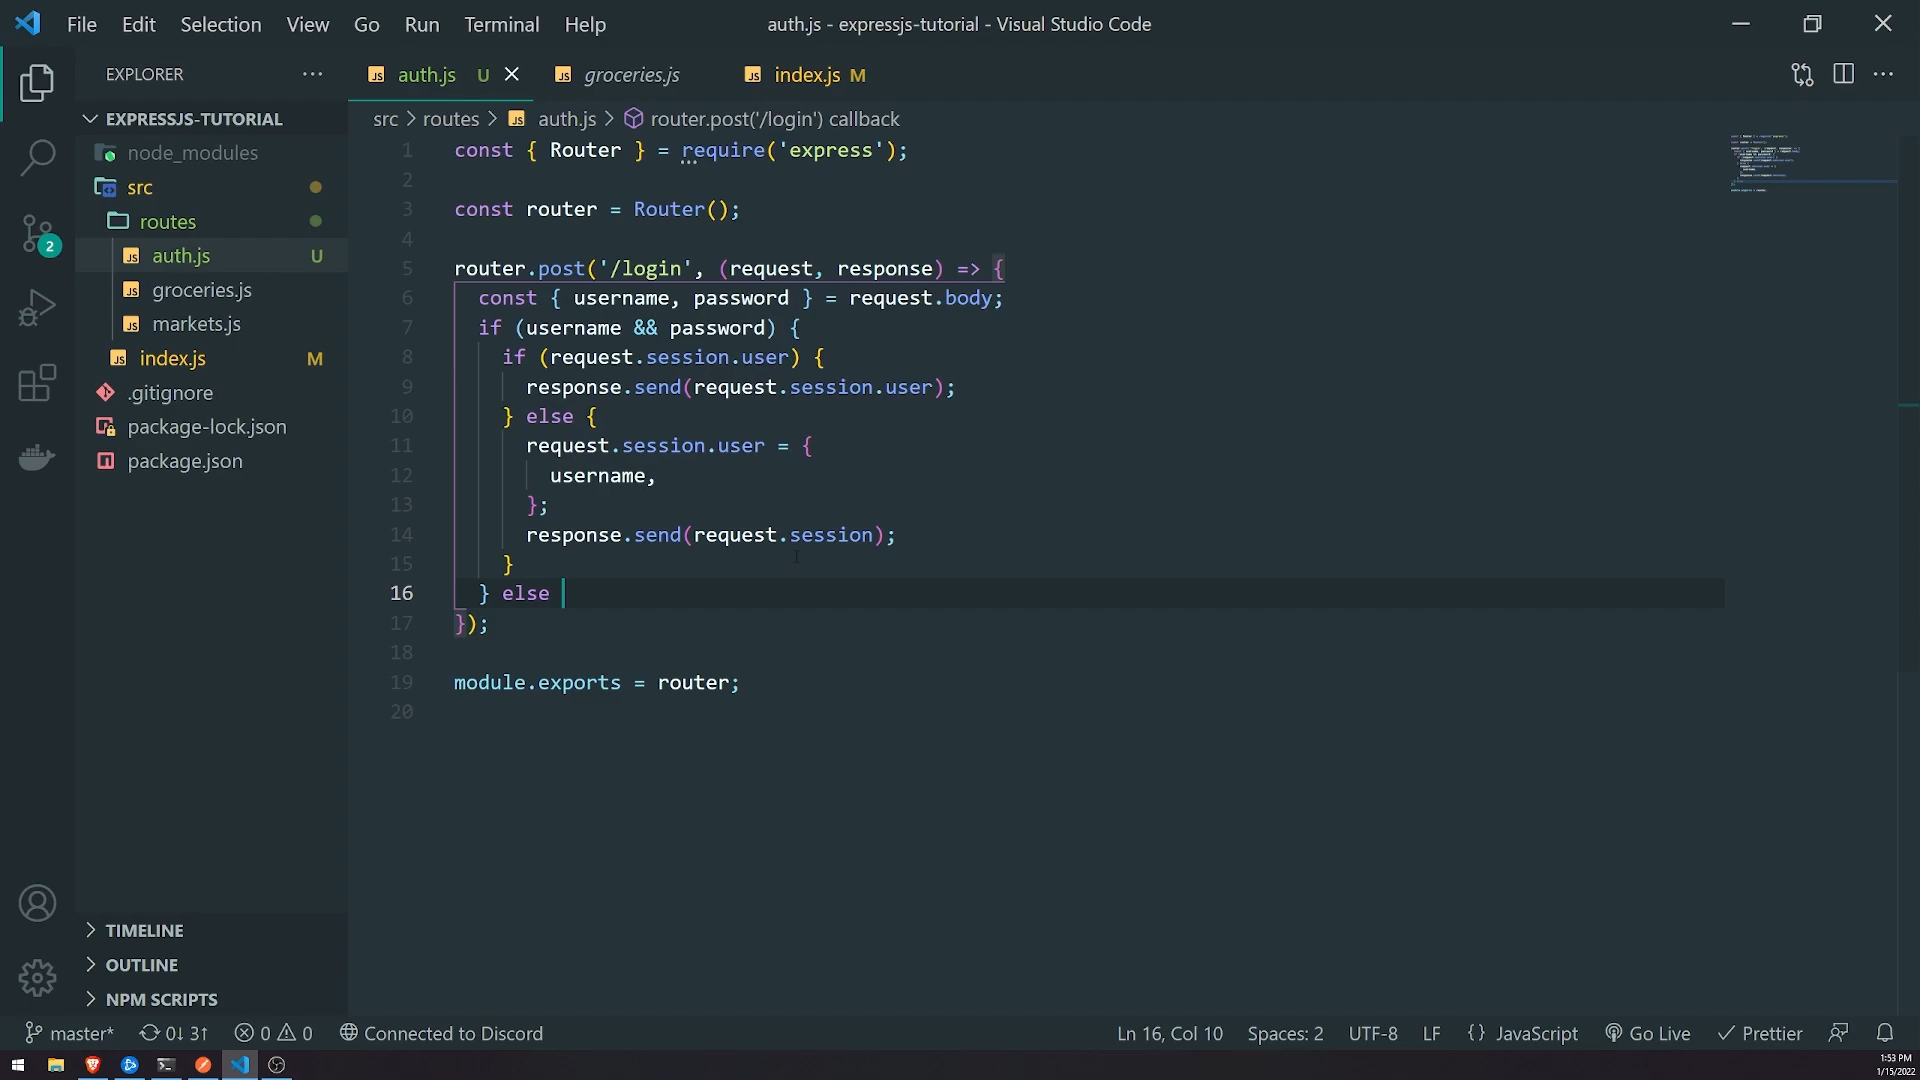 File Edit Selection View Go Run Terminal Help
auth.js - expressjs-tutorial - Visual Studio Code
EXPLORER
EXPRESSJS-TUTORIAL
node_modules
src
routes
auth.js U
groceries.js
markets.js
index.js M
.gitignore
package-lock.json
package.json
TIMELINE
OUTLINE
NPM SCRIPTS
2
auth.js U
groceries.js
index.js M
src > routes > auth.js > router.post('/login') callback
1 const { Router } = require('express');
2
3 const router = Router();
4
5 router.post('/login', (request, response) => {
6 const { username, password } = request.body;
7 if (username && password) {
8 if (request.session.user) {
9 response.send(request.session.user);
10 } else {
11 request.session.user = {
12 username,
13 };
14 response.send(request.session);
15 }
16 } else
17 });
18
19 module.exports = router;
20
master* 0↓ 3↑ 0 0 Connected to Discord
Ln 16, Col 10 Spaces: 2 UTF-8 LF {} JavaScript Go Live Prettier
1:53 PM
1/15/2022